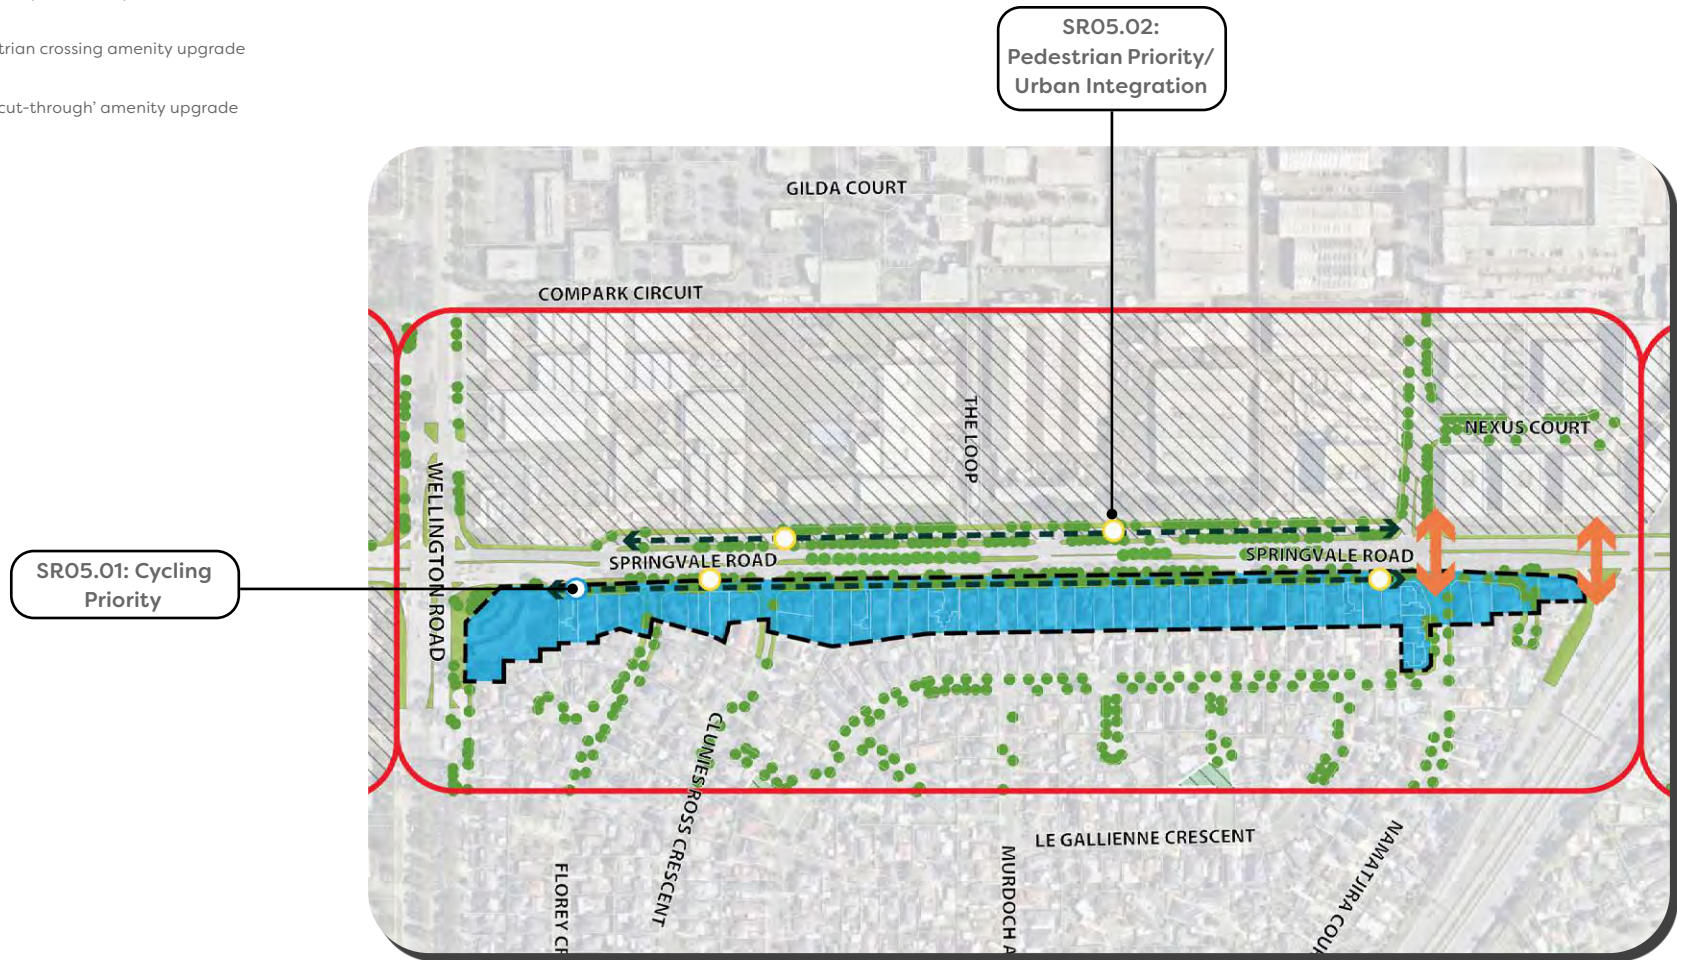 trian crossing amenity upgrade
cut-through’ amenity upgrade
SR05.02:
Pedestrian Priority/
Urban Integration
GILDA COURT
COMPARK CIRCUIT
THE LOOP
NEXUS COURT
WELLINGTON ROAD
SPRINGVALE ROAD
SPRINGVALE ROAD
SR05.01: Cycling
Priority
CLUNIES ROSS CRESCENT
LE GALLIENNE CRESCENT
FLOREY CR
MURDOCH A
NAMATJIRA COUR